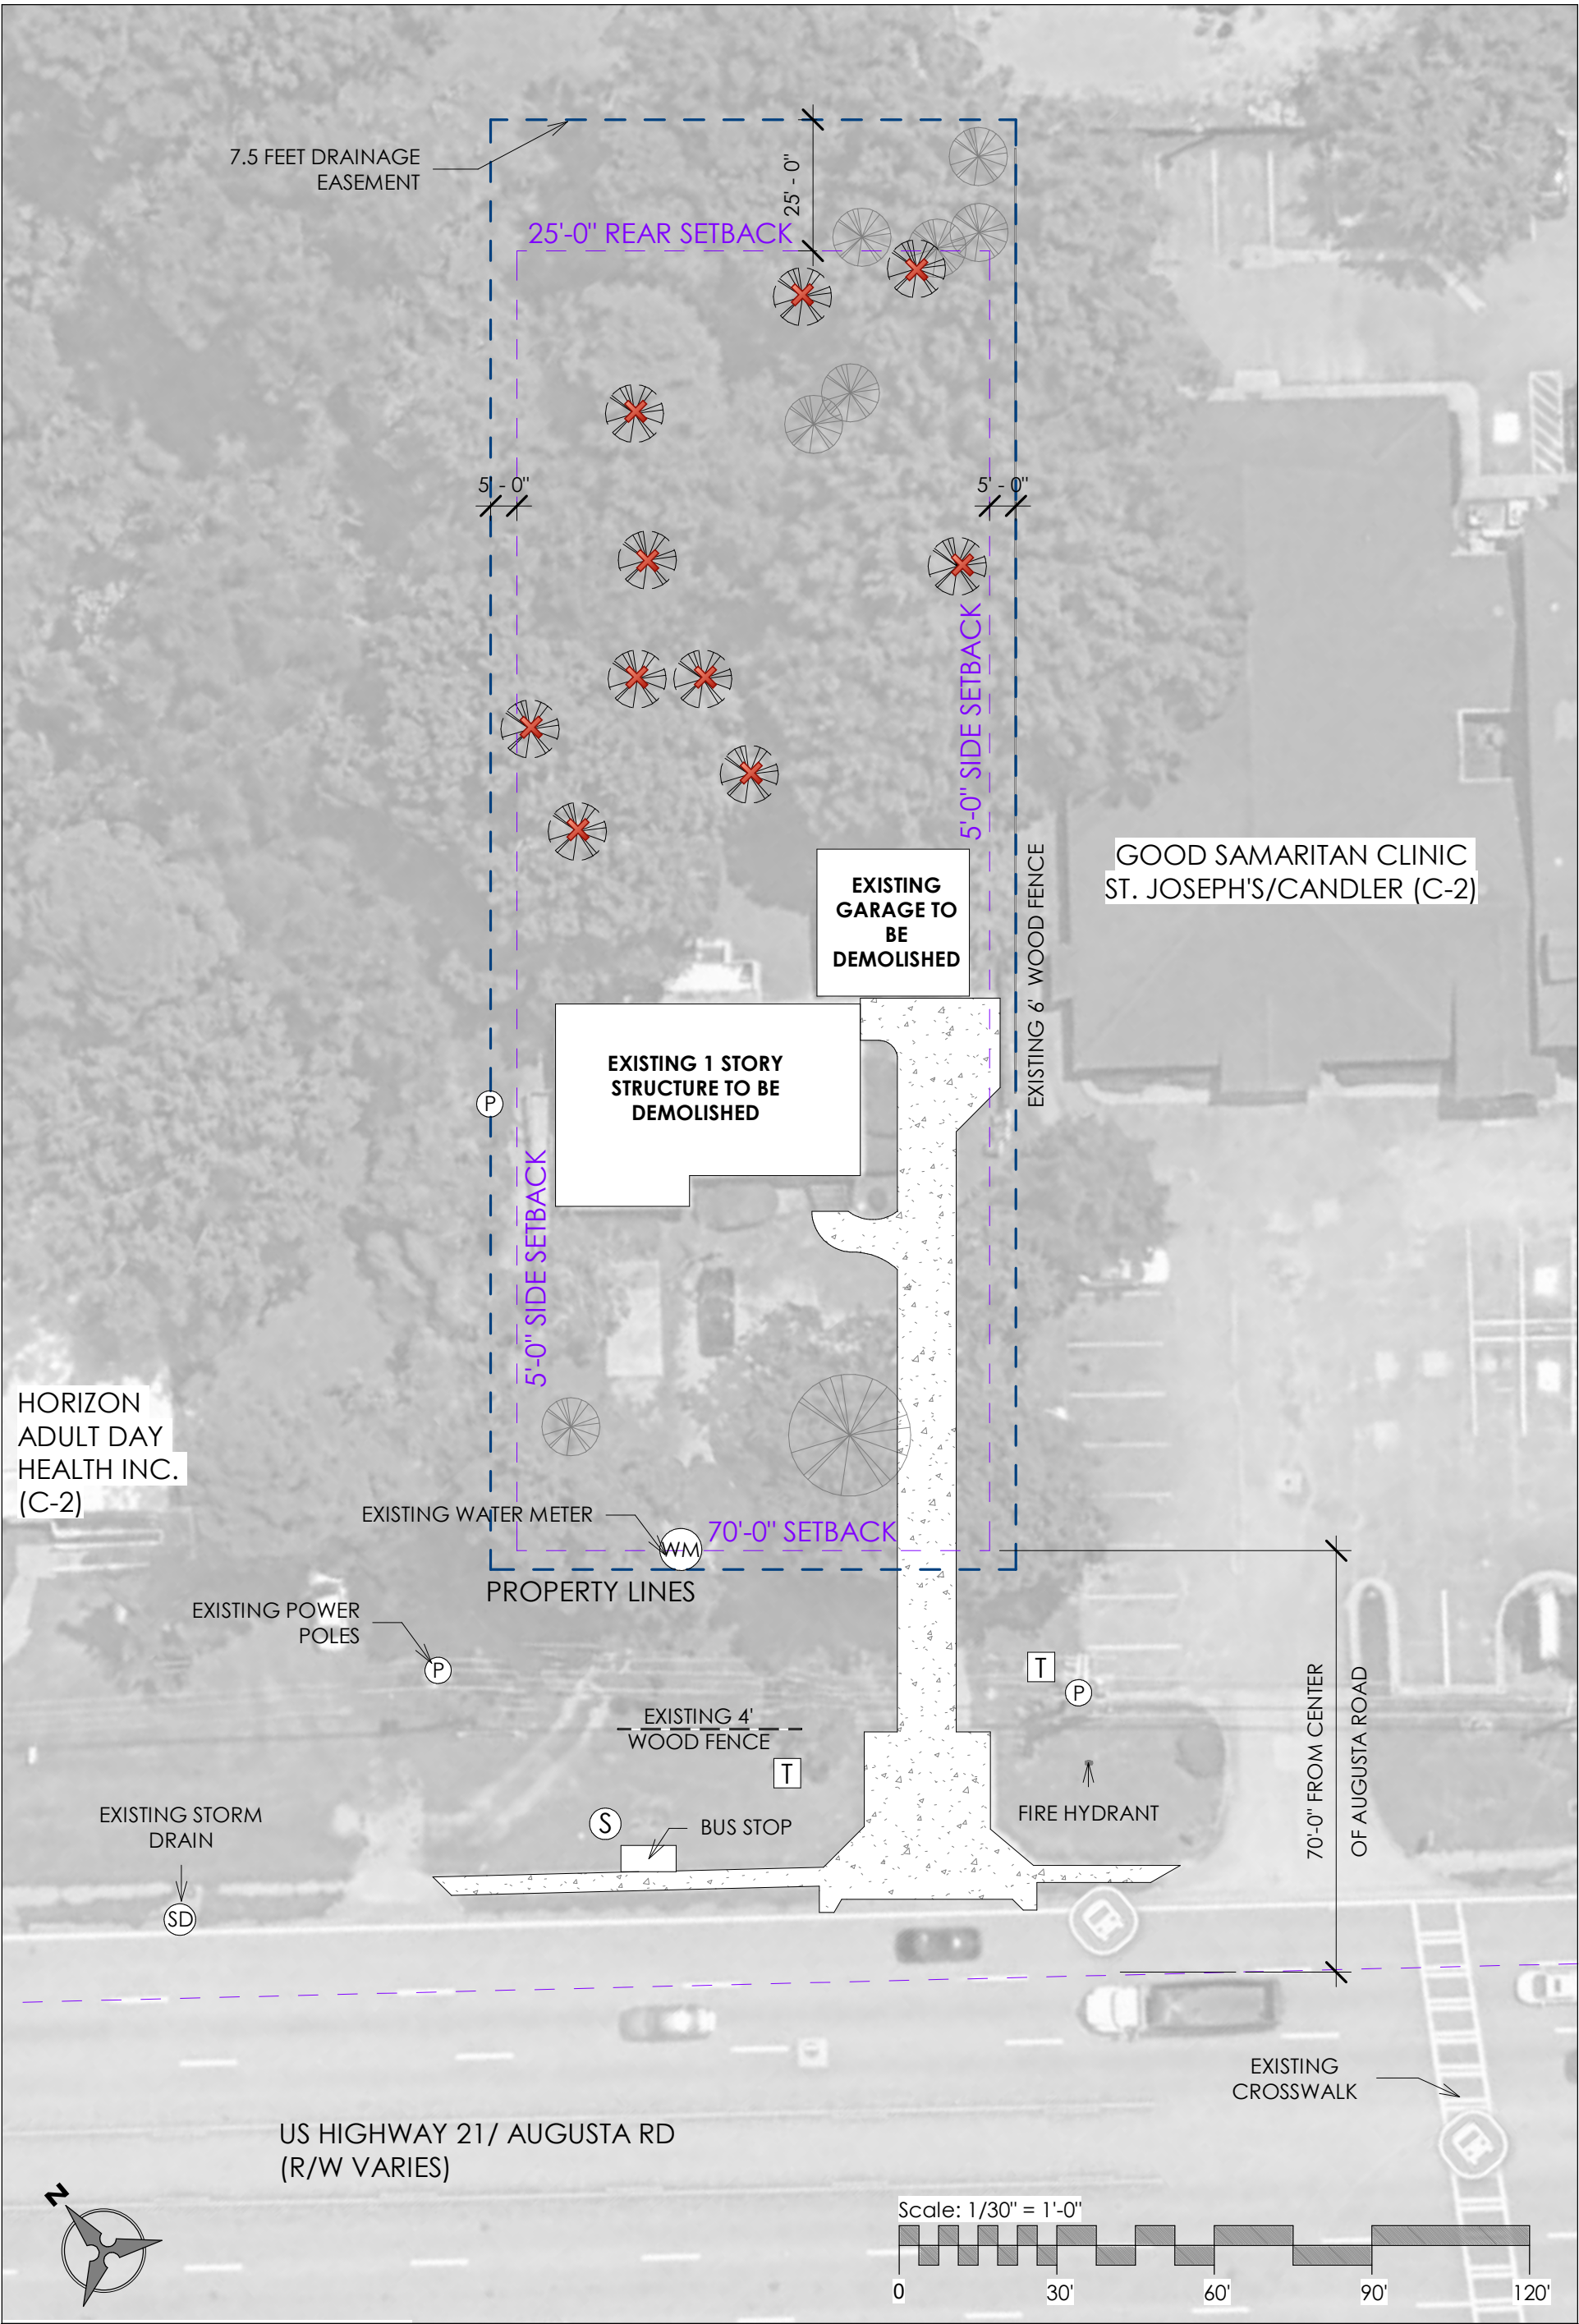 7.5 FEET DRAINAGE
EASEMENT
25' - 0"
25'-0" REAR SETBACK
5' - 0"
5' - 0"
5'-0" SIDE SETBACK
EXISTING
GARAGE TO
BE
DEMOLISHED
EXISTING 6' WOOD FENCE
GOOD SAMARITAN CLINIC
ST. JOSEPH'S/CANDLER (C-2)
EXISTING 1 STORY
STRUCTURE TO BE
DEMOLISHED
P
5'-0" SIDE SETBACK
HORIZON
ADULT DAY
HEALTH INC.
(C-2)
EXISTING WATER METER
WM
70'-0" SETBACK
PROPERTY LINES
EXISTING POWER
POLES
P
T
P
EXISTING 4'
WOOD FENCE
T
70'-0" FROM CENTER
OF AUGUSTA ROAD
FIRE HYDRANT
S
BUS STOP
EXISTING STORM
DRAIN
SD
EXISTING
CROSSWALK
US HIGHWAY 21/ AUGUSTA RD
(R/W VARIES)
N
Scale: 1/30" = 1'-0"
0
30'
60'
90'
120'